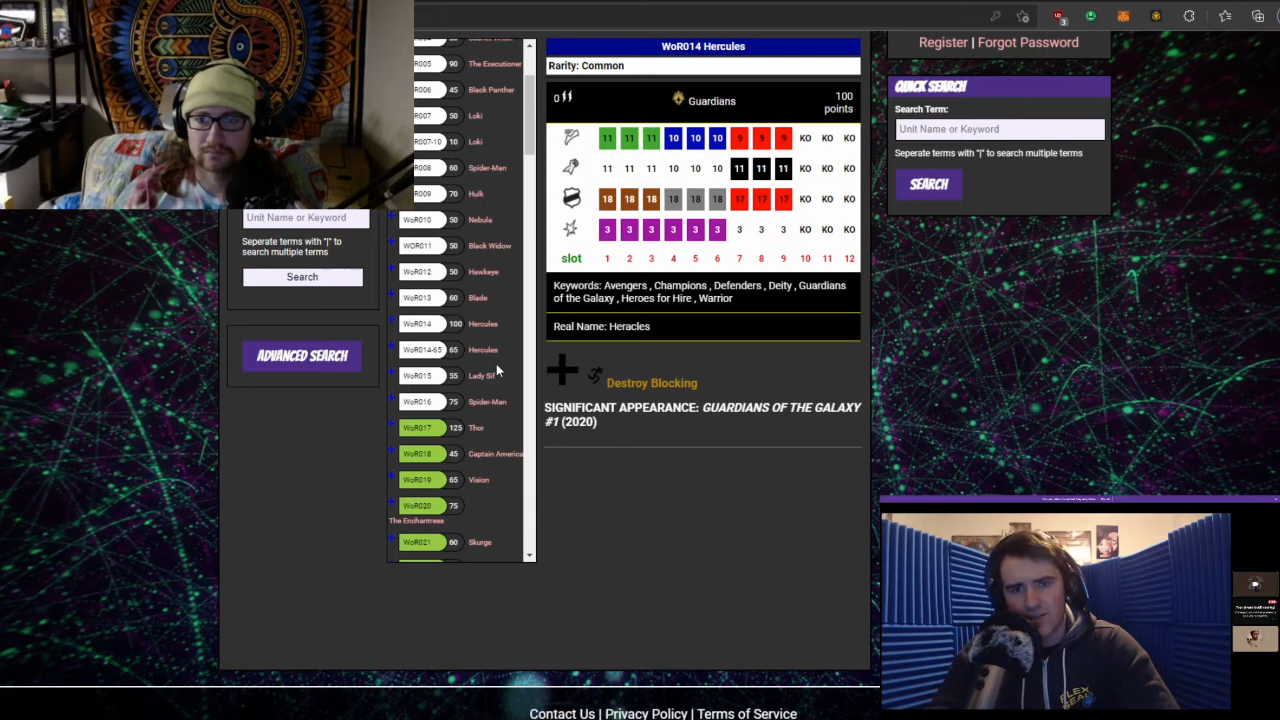 R005 90 The Executioner
R006 45 Black Panther
R007 50 Loki
R007-10 10 Loki
R008 60 Spider-Man
R009 70 Hulk
WoR010 50 Nebula
WOR011 50 Black Widow
WoR012 50 Hawkeye
WoR013 60 Blade
WoR014 100 Hercules
WoR014-65 65 Hercules
WoR015 55 Lady Sif
WoR016 75 Spider-Man
WoR017 125 Thor
WoR018 45 Captain America
WoR019 65 Vision
WoR020 75
The Enchantress
WoR021 60 Skurge
Unit Name or Keyword
Seperate terms with "|" to
search multiple terms
Search
ADVANCED SEARCH
WoR014 Hercules
Rarity: Common
0
Guardians
100
points
11 11 11 10 10 10 9 9 9 KO KO KO
11 11 11 10 10 10 11 11 11 KO KO KO
18 18 18 18 18 18 17 17 17 KO KO KO
3 3 3 3 3 3 3 3 3 KO KO KO
slot 1 2 3 4 5 6 7 8 9 10 11 12
Keywords: Avengers , Champions , Defenders , Deity , Guardians
of the Galaxy , Heroes for Hire , Warrior
Real Name: Heracles
Destroy Blocking
SIGNIFICANT APPEARANCE: GUARDIANS OF THE GALAXY
#1 (2020)
Register | Forgot Password
QUICK SEARCH
Search Term:
Unit Name or Keyword
Seperate terms with "|" to search multiple terms
SEARCH
3
Contact Us | Privacy Policy | Terms of Service